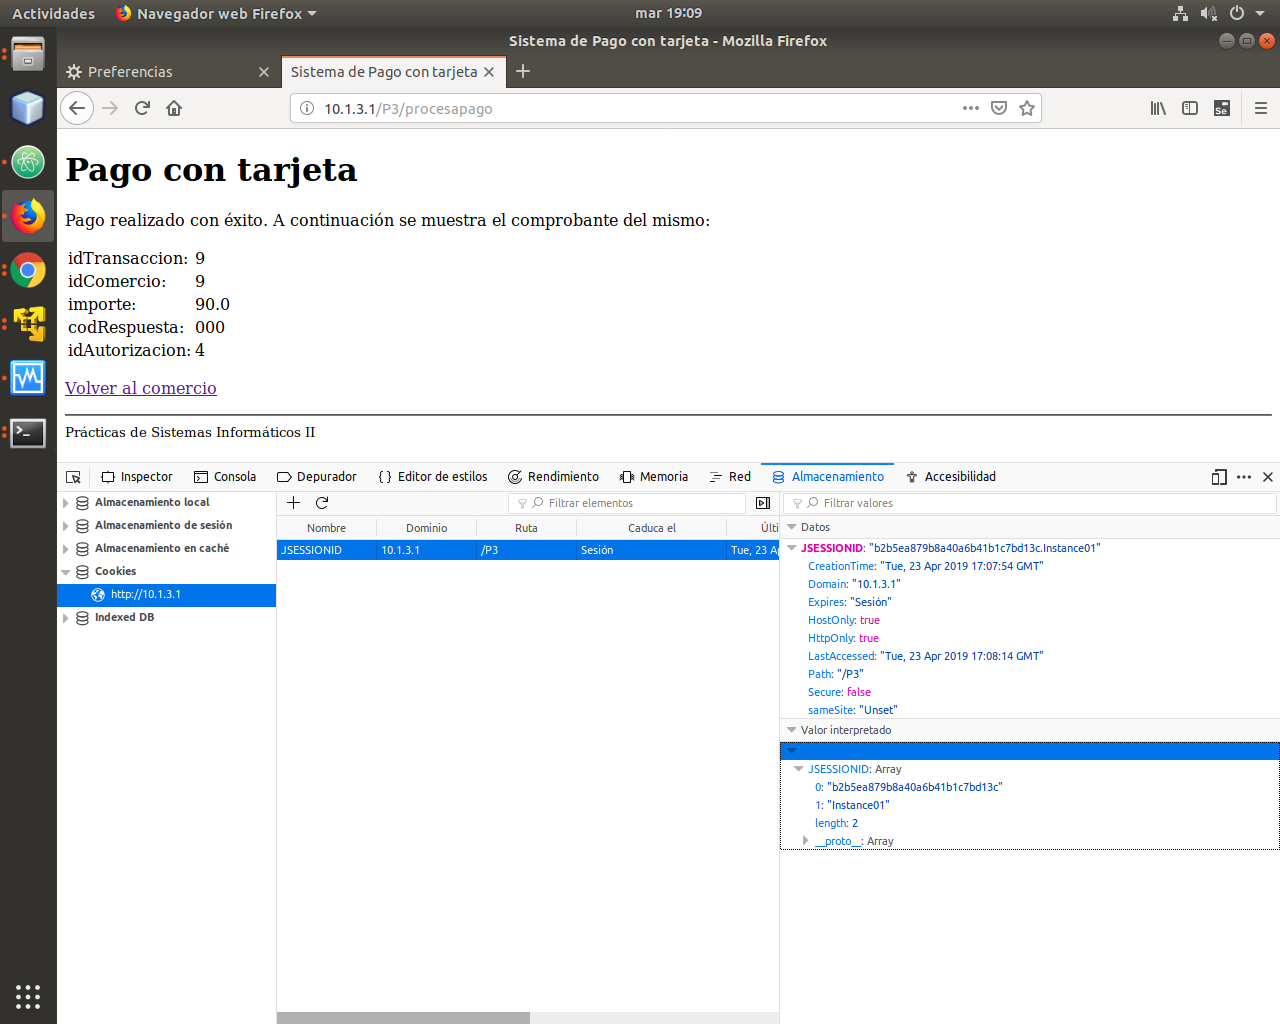 Actividades Navegador web Firefox mar 19:09
Sistema de Pago con tarjeta - Mozilla Firefox
Preferencias Sistema de Pago con tarjeta
10.1.3.1/P3/procesapago
Se
Pago con tarjeta
Pago realizado con éxito. A continuación se muestra el comprobante del mismo:
idTransaccion: 9
idComercio: 9
importe: 90.0
codRespuesta: 000
idAutorizacion: 4
Volver al comercio
Prácticas de Sistemas Informáticos II
Inspector Consola Depurador Editor de estilos Rendimiento Memoria Red Almacenamiento Accesibilidad
Almacenamiento local
Almacenamiento de sesión
Almacenamiento en caché
Cookies
http://10.1.3.1
Indexed DB
Filtrar elementos
Nombre Dominio Ruta Caduca el Últi
JSESSIONID 10.1.3.1 /P3 Sesión Tue, 23 Ap
Filtrar valores
Datos
JSESSIONID: "b2b5ea879b8a40a6b41b1c7bd13c.Instance01"
CreationTime: "Tue, 23 Apr 2019 17:07:54 GMT"
Domain: "10.1.3.1"
Expires: "Sesión"
HostOnly: true
HttpOnly: true
LastAccessed: "Tue, 23 Apr 2019 17:08:14 GMT"
Path: "/P3"
Secure: false
sameSite: "Unset"
Valor interpretado
JSESSIONID: Array
0: "b2b5ea879b8a40a6b41b1c7bd13c"
1: "Instance01"
length: 2
__proto__: Array